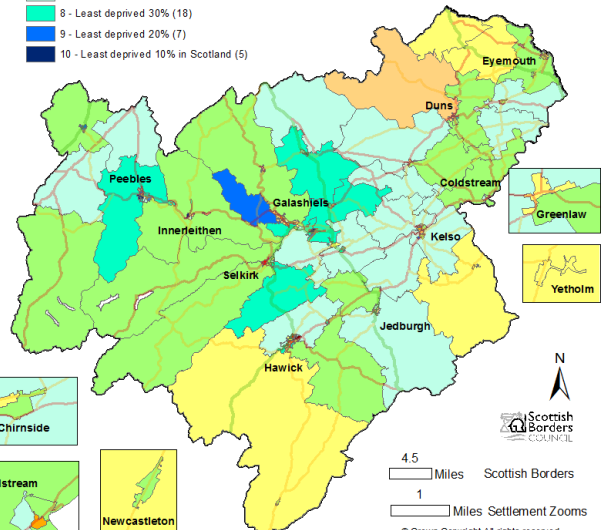 8 - Least deprived 30% (18)
9 - Least deprived 20% (7)
10 - Least deprived 10% in Scotland (5)
Eyemouth
Duns
Peebles
Coldstream
Galashiels
Greenlaw
Innerleithen
Kelso
Selkirk
Yetholm
Jedburgh
Hawick
N
Scottish
Borders
COUNCIL
Chirnside
4.5
Miles Scottish Borders
lstream
1
Miles Settlement Zooms
Newcastleton